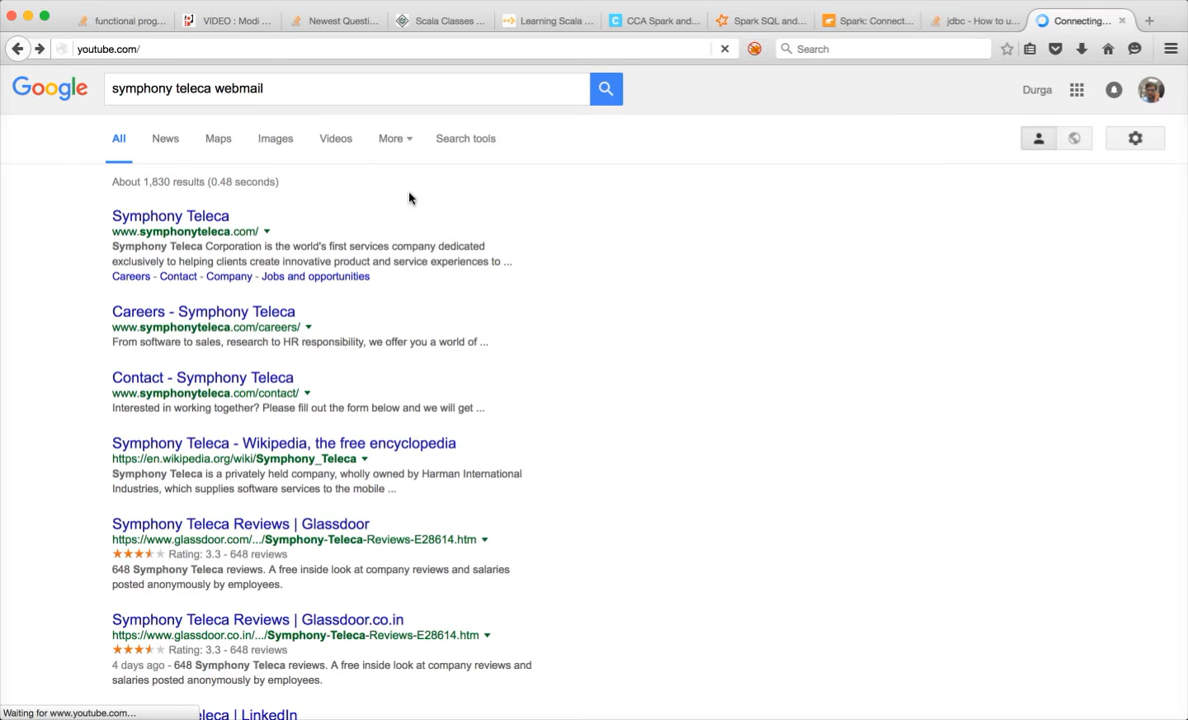 functional prog...
VIDEO : Modi ...
Newest Questi...
Scala Classes ...
Learning Scala ...
CCA Spark and...
Spark SQL and...
Spark: Connect...
jdbc - How to u...
Connecting...
youtube.com/
Search
Google
symphony teleca webmail
Durga
All
News
Maps
Images
Videos
More
Search tools
About 1,830 results (0.48 seconds)
Symphony Teleca
www.symphonyteleca.com/
Symphony Teleca Corporation is the world's first services company dedicated
exclusively to helping clients create innovative product and service experiences to ...
Careers - Contact - Company - Jobs and opportunities
Careers - Symphony Teleca
www.symphonyteleca.com/careers/
From software to sales, research to HR responsibility, we offer you a world of ...
Contact - Symphony Teleca
www.symphonyteleca.com/contact/
Interested in working together? Please fill out the form below and we will get ...
Symphony Teleca - Wikipedia, the free encyclopedia
https://en.wikipedia.org/wiki/Symphony_Teleca
Symphony Teleca is a privately held company, wholly owned by Harman International
Industries, which supplies software services to the mobile ...
Symphony Teleca Reviews | Glassdoor
https://www.glassdoor.com/.../Symphony-Teleca-Reviews-E28614.htm
Rating: 3.3 - 648 reviews
648 Symphony Teleca reviews. A free inside look at company reviews and salaries
posted anonymously by employees.
Symphony Teleca Reviews | Glassdoor.co.in
https://www.glassdoor.co.in/.../Symphony-Teleca-Reviews-E28614.htm
Rating: 3.3 - 648 reviews
4 days ago - 648 Symphony Teleca reviews. A free inside look at company reviews and
salaries posted anonymously by employees.
eleca | LinkedIn
Waiting for www.youtube.com...